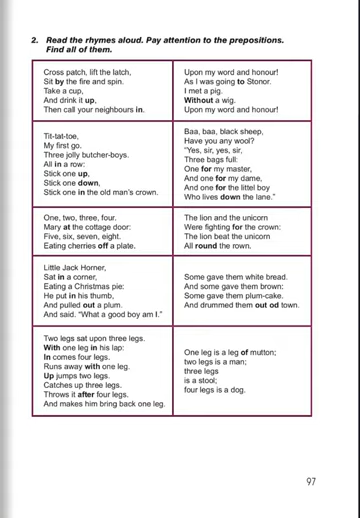 2. Read the rhymes aloud. Pay attention to the prepositions.
Find all of them.
Cross patch, lift the latch,
Sit by the fire and spin.
Take a cup,
And drink it up,
Then call your neighbours in.
Upon my word and honour!
As I was going to Stonor.
I met a pig.
Without a wig.
Upon my word and honour!
Tit-tat-toe,
My first go.
Three jolly butcher-boys.
All in a row:
Stick one up,
Stick one down,
Stick one in the old man's crown.
Baa, baa, black sheep,
Have you any wool?
"Yes, sir, yes, sir,
Three bags full:
One for my master,
And one for my dame,
And one for the littel boy
Who lives down the lane."
One, two, three, four.
Mary at the cottage door:
Five, six, seven, eight.
Eating cherries off a plate.
The lion and the unicorn
Were fighting for the crown:
The lion beat the unicorn
All round the rown.
Little Jack Horner,
Sat in a corner,
Eating a Christmas pie:
He put in his thumb,
And pulled out a plum.
And said. "What a good boy am I."
Some gave them white bread.
And some gave them brown:
Some gave them plum-cake.
And drummed them out od town.
Two legs sat upon three legs.
With one leg in his lap:
In comes four legs.
Runs away with one leg.
Up jumps two legs.
Catches up three legs.
Throws it after four legs.
And makes him bring back one leg.
One leg is a leg of mutton;
two legs is a man;
three legs
is a stool;
four legs is a dog.
97